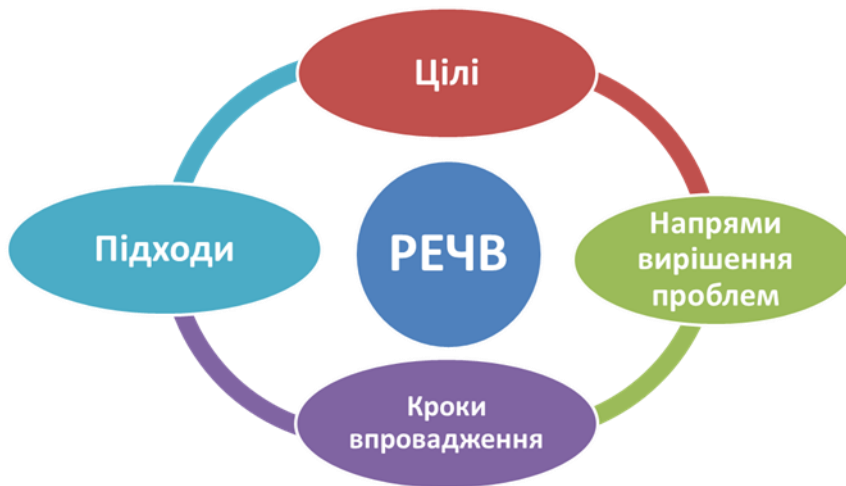 Цілі
Підходи
РЕЧВ
Напрями
вирішення
проблем
Кроки
впровадження